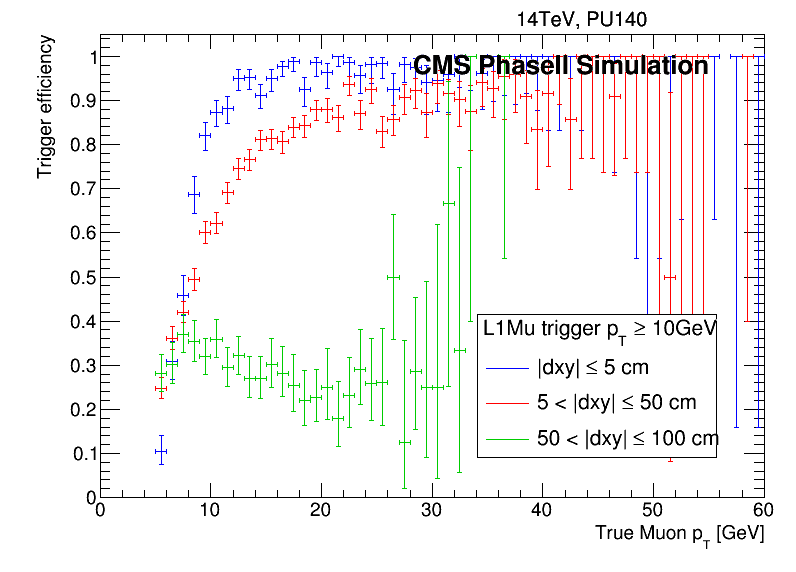 14TeV, PU140
CMS PhaseII Simulation
Trigger efficiency
1
0.9
0.8
0.7
0.6
0.5
0.4
0.3
0.2
0.1
0
L1Mu trigger p_T ≥ 10GeV
|dxy| ≤ 5 cm
5 < |dxy| ≤ 50 cm
50 < |dxy| ≤ 100 cm
0 10 20 30 40 50 60
True Muon p_T [GeV]